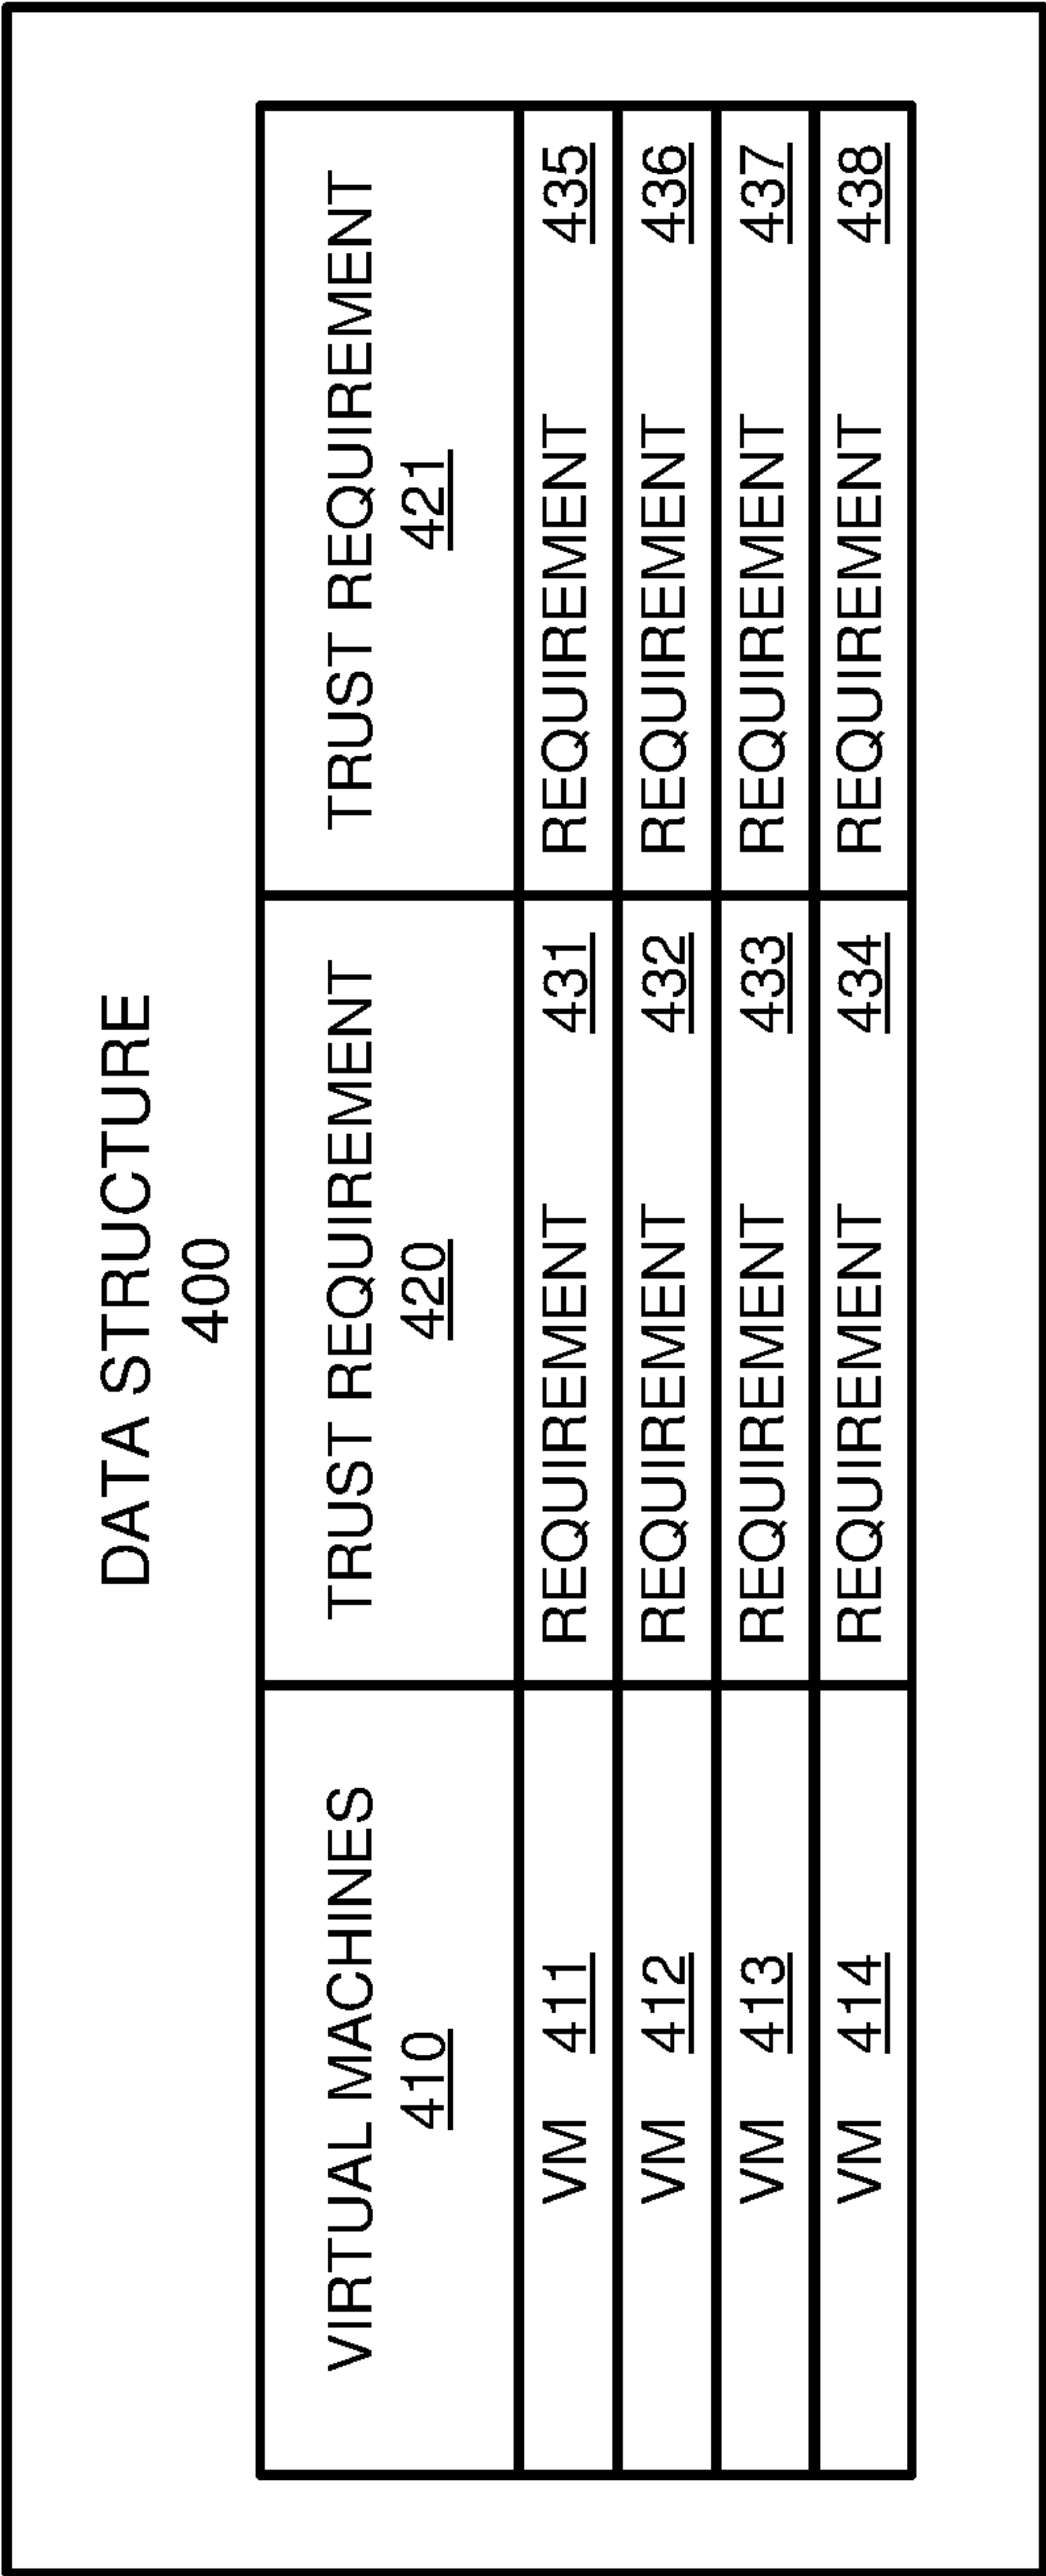 DATA STRUCTURE
400
VIRTUAL MACHINES
410
TRUST REQUIREMENT
420
TRUST REQUIREMENT
421
VM 411
REQUIREMENT 431
REQUIREMENT 435
VM 412
REQUIREMENT 432
REQUIREMENT 436
VM 413
REQUIREMENT 433
REQUIREMENT 437
VM 414
REQUIREMENT 434
REQUIREMENT 438